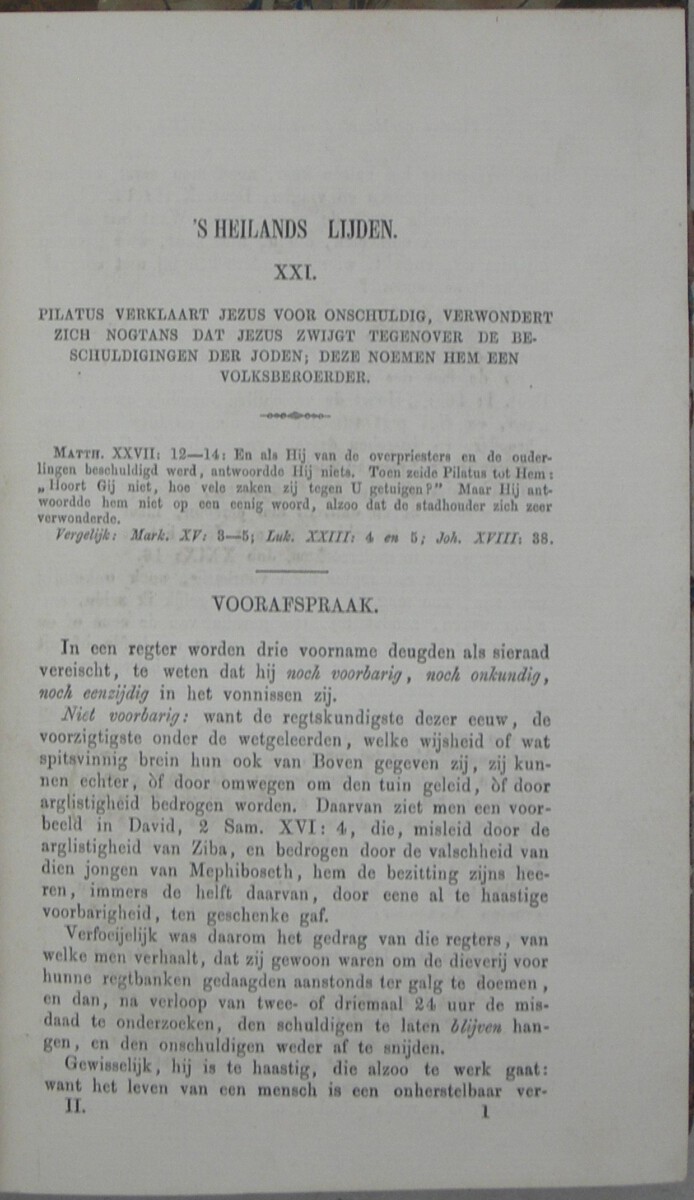 'S HEILANDS LIJDEN.
XXI.
PILATUS VERKLAART JEZUS VOOR ONSCHULDIG, VERWONDERT
ZICH NOGTANS DAT JEZUS ZWIJGT TEGENOVER DE BE-
SCHULDIGINGEN DER JODEN; DEZE NOEMEN HEM EEN
VOLKSBEROERDER.
MATTH. XXVII: 12—14: En als Hij van de overpriesters en de ouder-
lingen beschuldigd werd, antwoordde Hij niets. Toen zeide Pilatus tot Hem:
„Hoort Gij niet, hoe vele zaken zij tegen U getuigen?" Maar Hij ant-
woordde hem niet op een eenig woord, alzoo dat de stadhouder zich zeer
verwonderde.
Vergelijk: Mark. XV: 3—5; Luk. XXIII: 4 en 5; Joh. XVIII: 38.
VOORAFSPRAAK.
In een regter worden drie voorname deugden als sieraad
vereischt, te weten dat hij noch voorbarig, noch onkundig,
noch eenzijdig in het vonnissen zij.
Niet voorbarig: want de regtskundigste dezer eeuw, de
voorzigtigste onder de wetgeleerden, welke wijsheid of wat
spitsvinnig brein hun ook van Boven gegeven zij, zij kun-
nen echter, òf door omwegen om den tuin geleid, òf door
arglistigheid bedrogen worden. Daarvan ziet men een voor-
beeld in David, 2 Sam. XVI: 4, die, misleid door de
arglistigheid van Ziba, en bedrogen door de valschheid van
dien jongen van Mephiboseth, hem de bezitting zijns hee-
ren, immers de helft daarvan, door eene al te haastige
voorbarigheid, ten geschenke gaf.
Verfoeijelijk was daarom het gedrag van die regters, van
welke men verhaalt, dat zij gewoon waren om de dieverij voor
hunne regtbanken gedaagden aanstonds ter galg te doemen,
en dan, na verloop van twee- of driemaal 24 uur de mis-
daad te onderzoeken, den schuldigen te laten blijven han-
gen, en den onschuldigen weder af te snijden.
Gewisselijk, hij is te haastig, die alzoo te werk gaat:
want het leven van een mensch is een onherstelbaar ver-
II. 1